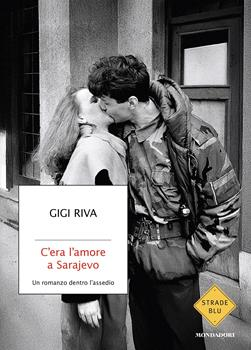 GIGI RIVA
C'era l'amore
a Sarajevo
Un romanzo dentro l'assedio
STRADE
BLU
MONDADORI